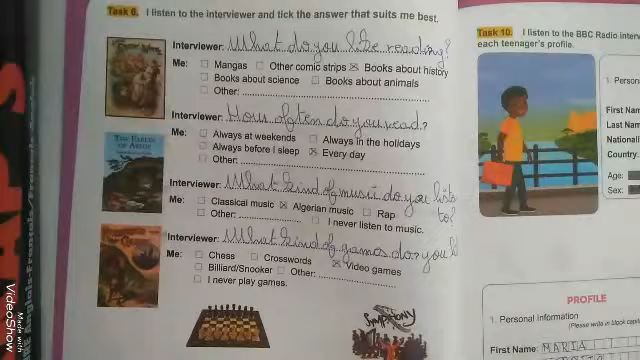 Task 6. I listen to the interviewer and tick the answer that suits me best.
Interviewer: What do you like reading?
Me: Mangas Other comic strips Books about history
Books about science Books about animals
Other:
Interviewer: How often do you read?
Me: Always at weekends Always in the holidays
Always before I sleep Every day
Other:
Interviewer: What kind of music do you liste
to?
Me: Classical music Algerian music Rap
Other: I never listen to music.
Interviewer: What kind of games do you l
Me: Chess Crosswords Video games
Billiard/Snooker Other:
I never play games.
THE FABLES
OF AESOP
SYMPHONY
Task 10. I listen to the BBC Radio interv
each teenager's profile.
1. Person
First Nam
Last Nam
Nationali
Country.
Age:
Sex:
PROFILE
1. Personal information
(Please write in block capita
First Name: MARIA
Made with
VideoShow